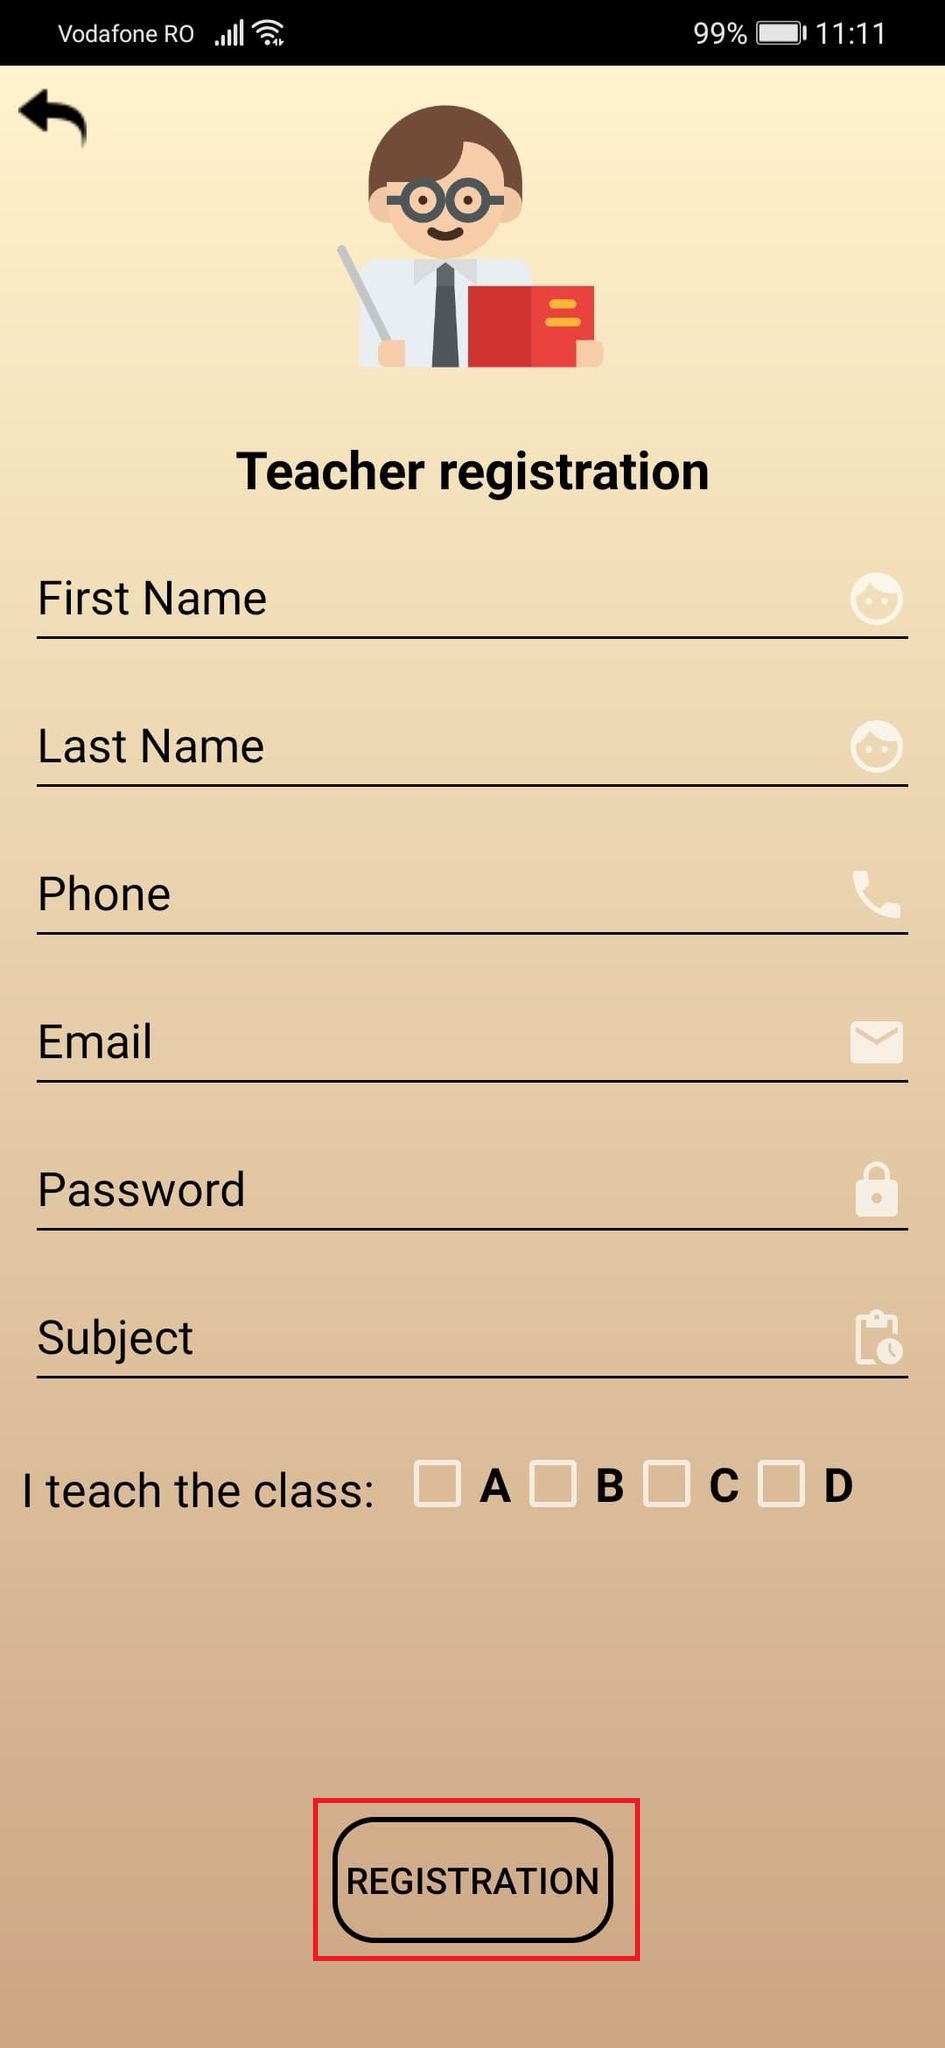 Vodafone RO 99% 11:11
Teacher registration
First Name
Last Name
Phone
Email
Password
Subject
I teach the class: A B C D
REGISTRATION